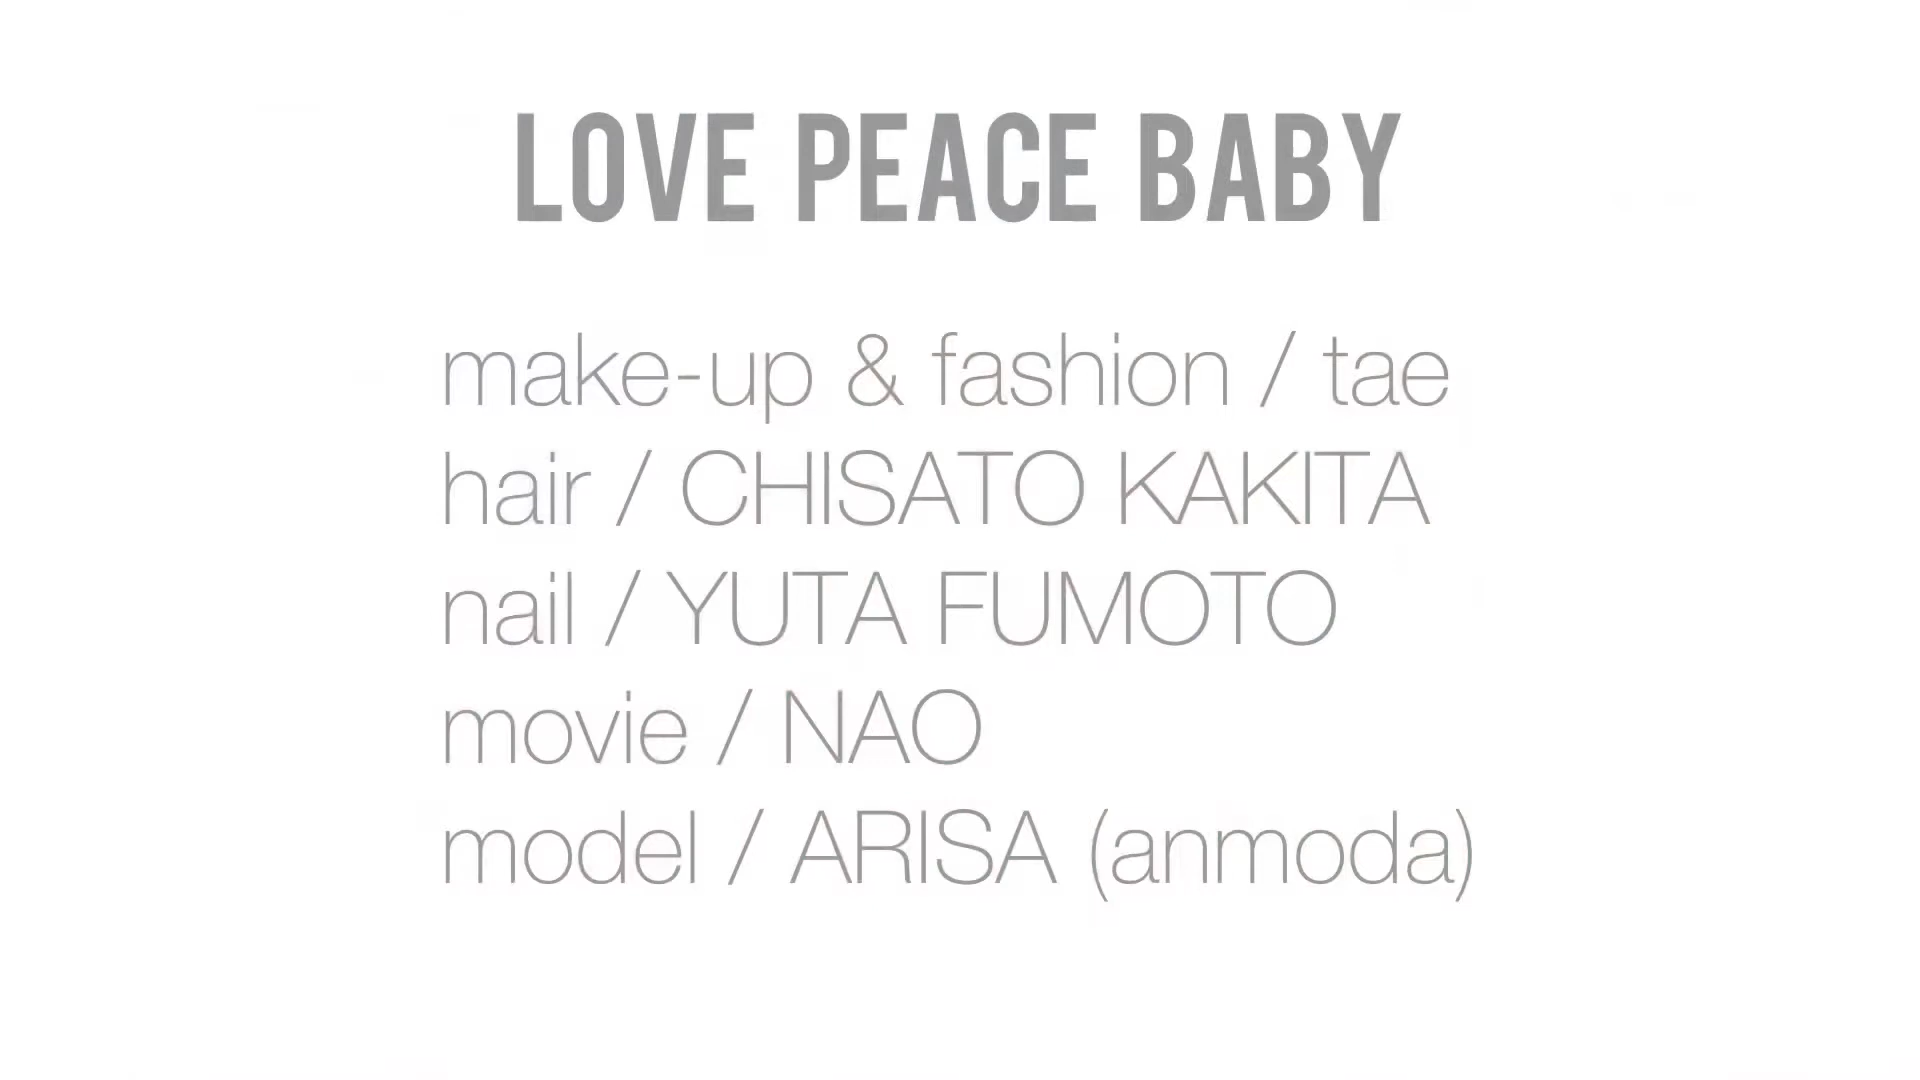 LOVE PEACE BABY
make-up & fashion / tae
hair / CHISATO KAKITA
nail / YUTA FUMOTO
movie / NAO
model / ARISA (anmoda)